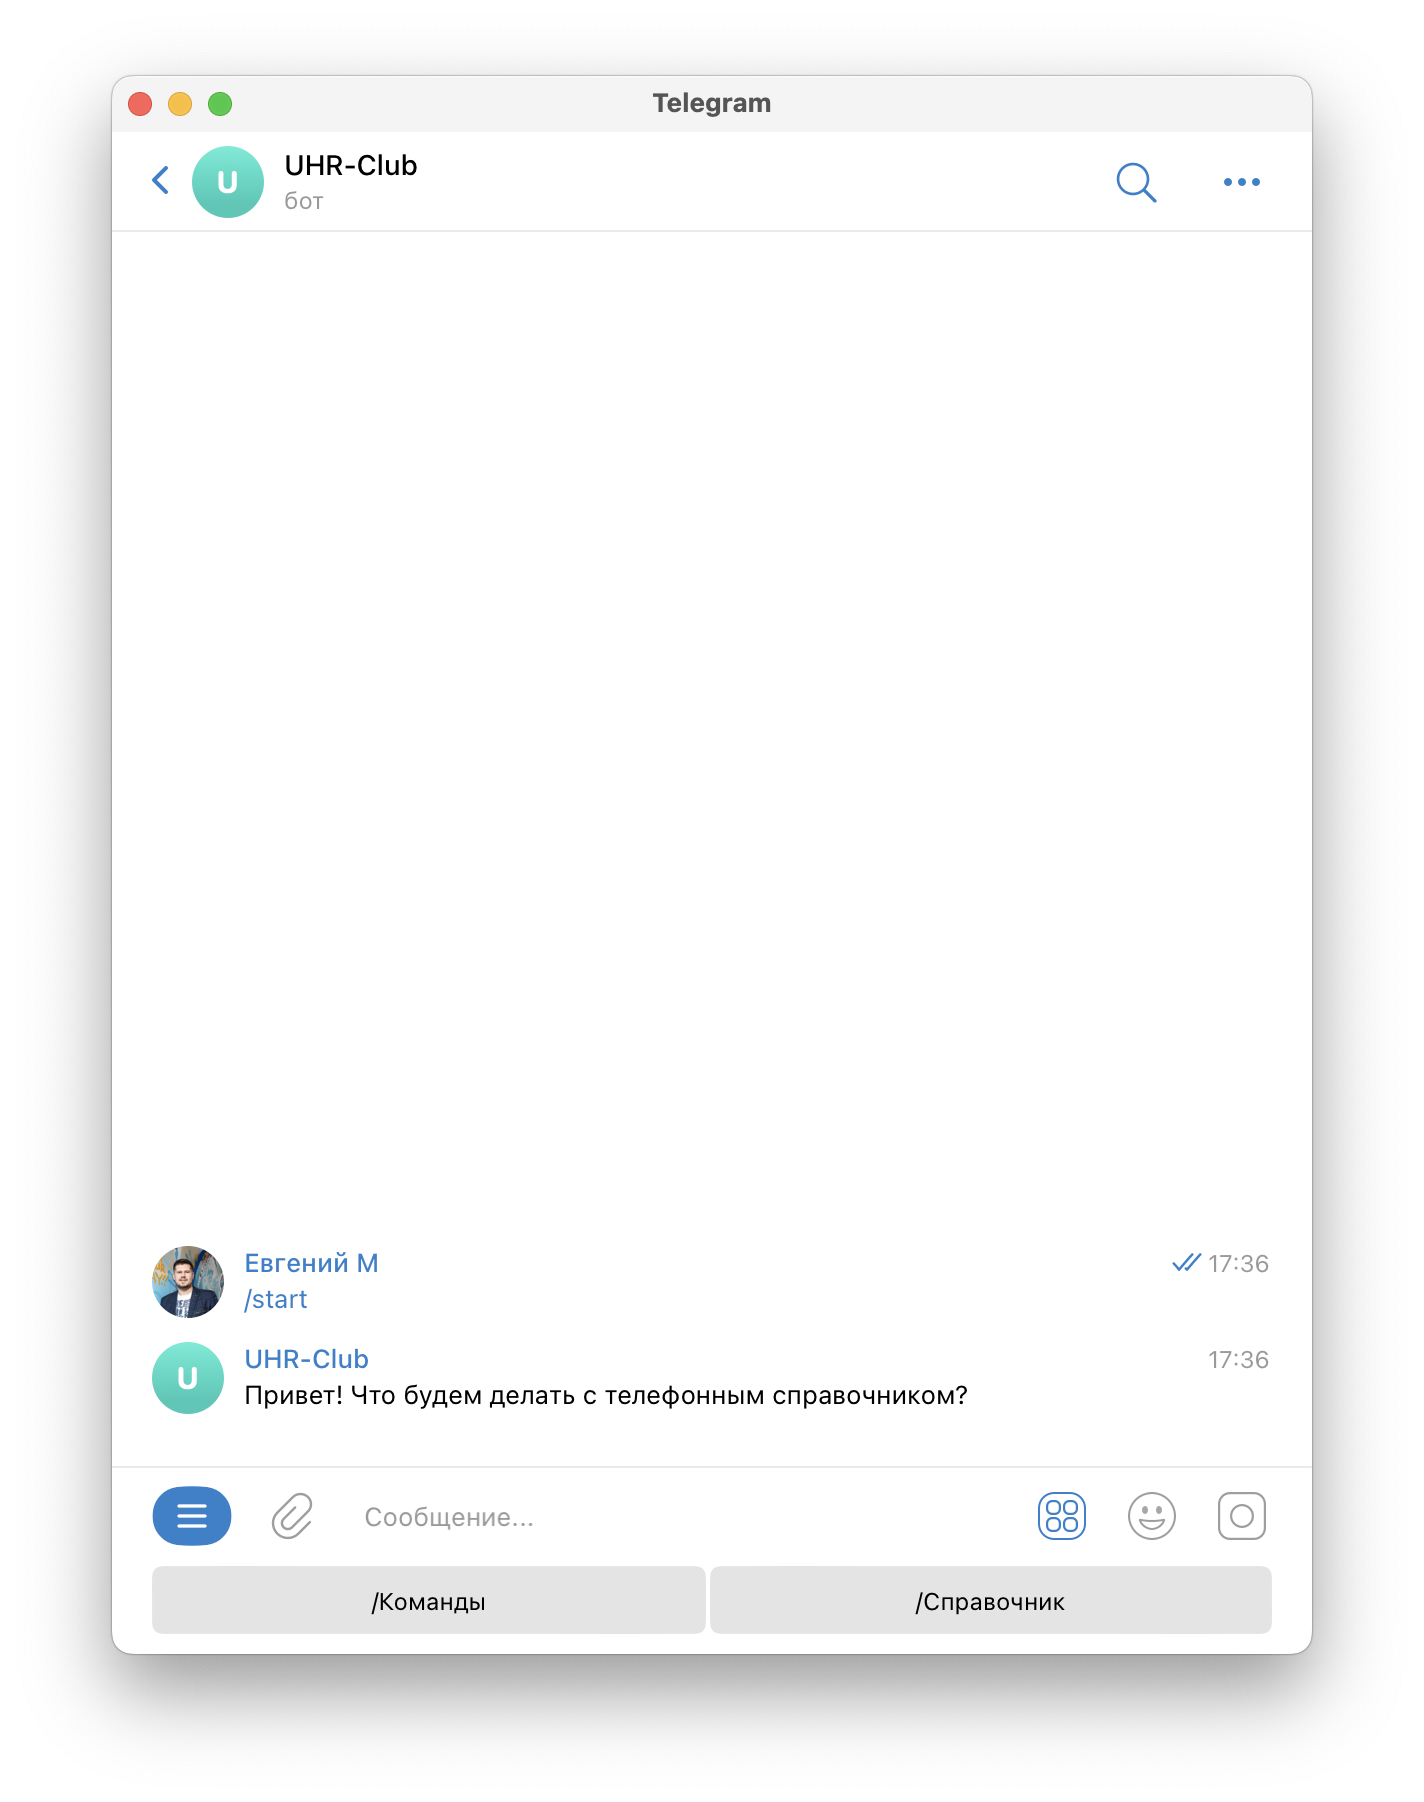 Telegram
U
UHR-Club
бот
Евгений М
17:36
/start
U
UHR-Club
17:36
Привет! Что будем делать с телефонным справочником?
Сообщение...
/Команды
/Справочник